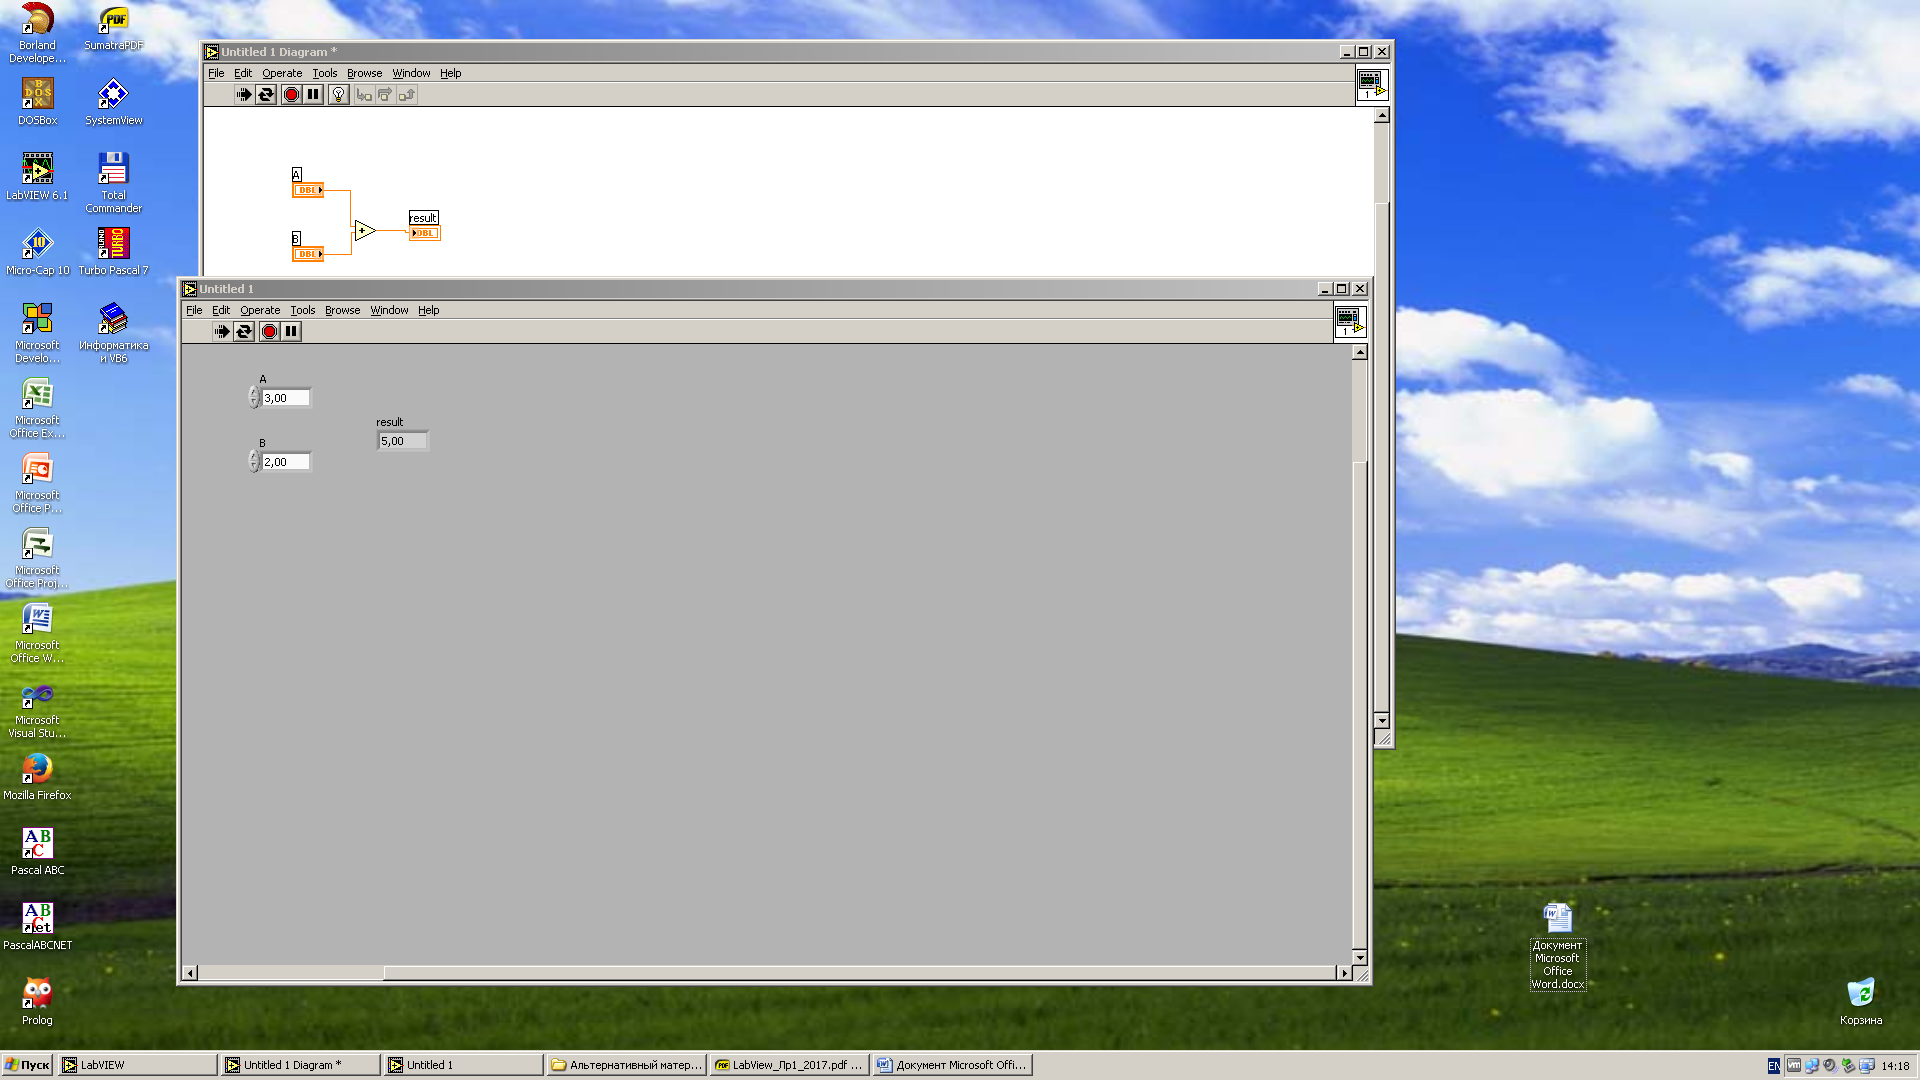 Borland
Develope...
SumatraPDF
DOSBox
SystemView
LabVIEW 6.1
Total
Commander
Micro-Cap 10
Turbo Pascal 7
Microsoft
Develo...
Информатика
и VB6
Microsoft
Office Ex...
Microsoft
Office P...
Microsoft
Office Proj...
Microsoft
Office W...
Microsoft
Visual Stu...
Mozilla Firefox
Pascal ABC
PascalABCNET
Prolog
Untitled 1 Diagram *
File Edit Operate Tools Browse Window Help
1
A
DBL
result
DBL
B
DBL
Untitled 1
File Edit Operate Tools Browse Window Help
1
A
3,00
result
5,00
B
2,00
Документ
Microsoft
Office
Word.docx
Корзина
Пуск
LabVIEW
Untitled 1 Diagram *
Untitled 1
Альтернативный матер...
LabView_Лр1_2017.pdf ...
Документ Microsoft Offi...
EN
14:18